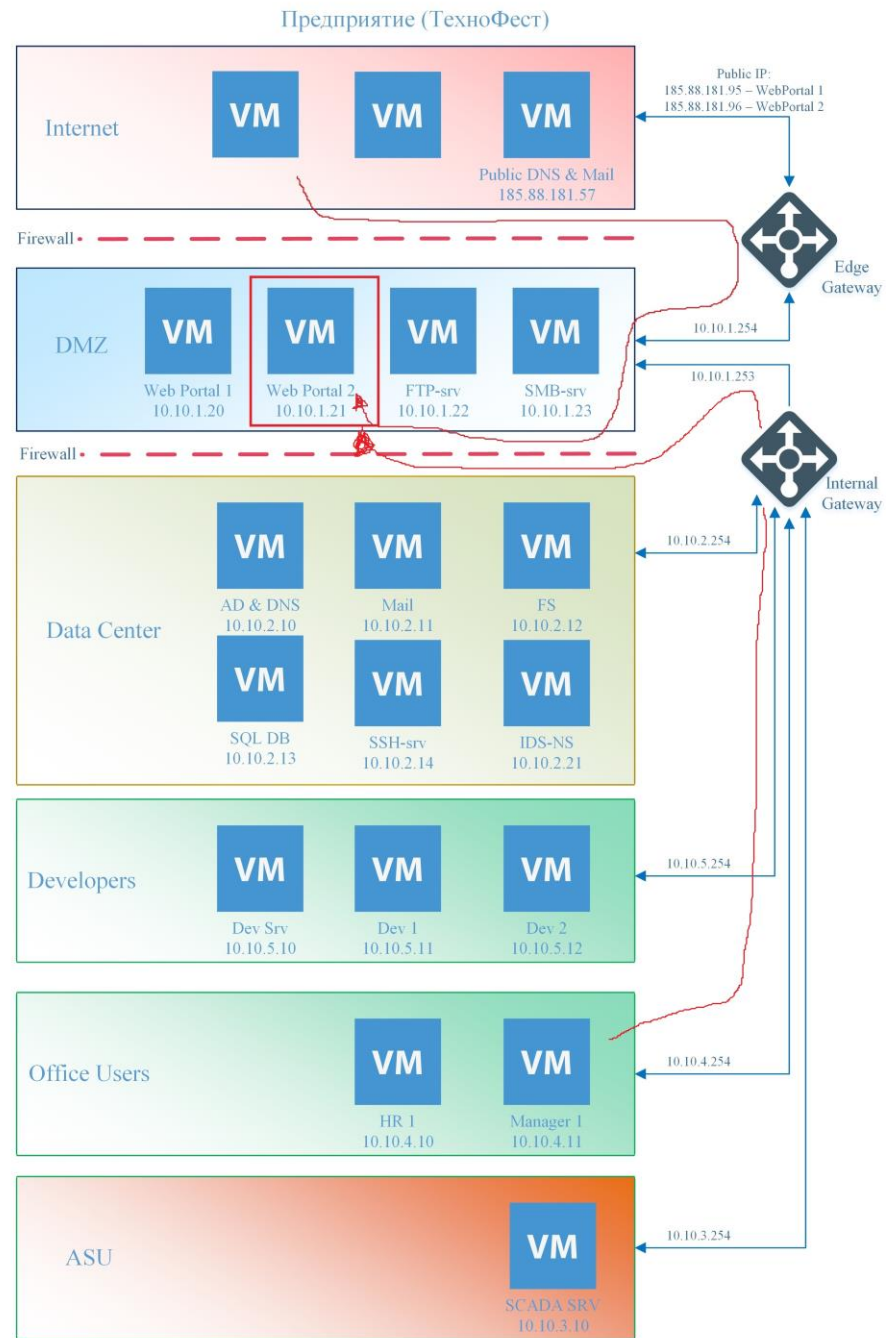 Предприятие (ТехноФест)
Public IP:
185.88.181.95 – WebPortal 1
185.88.181.96 – WebPortal 2
VM
VM
VM
Internet
Public DNS & Mail
185.88.181.57
Firewall
Edge
Gateway
VM
VM
VM
VM
10.10.1.254
DMZ
Web Portal 1
10.10.1.20
Web Portal 2
10.10.1.21
FTP-srv
10.10.1.22
SMB-srv
10.10.1.23
10.10.1.253
Firewall
Internal
Gateway
VM
VM
VM
10.10.2.254
AD & DNS
10.10.2.10
Mail
10.10.2.11
FS
10.10.2.12
Data Center
VM
VM
VM
SQL DB
10.10.2.13
SSH-srv
10.10.2.14
IDS-NS
10.10.2.21
VM
VM
VM
Developers
10.10.5.254
Dev Srv
10.10.5.10
Dev 1
10.10.5.11
Dev 2
10.10.5.12
VM
VM
Office Users
10.10.4.254
HR 1
10.10.4.10
Manager 1
10.10.4.11
VM
ASU
10.10.3.254
SCADA SRV
10.10.3.10